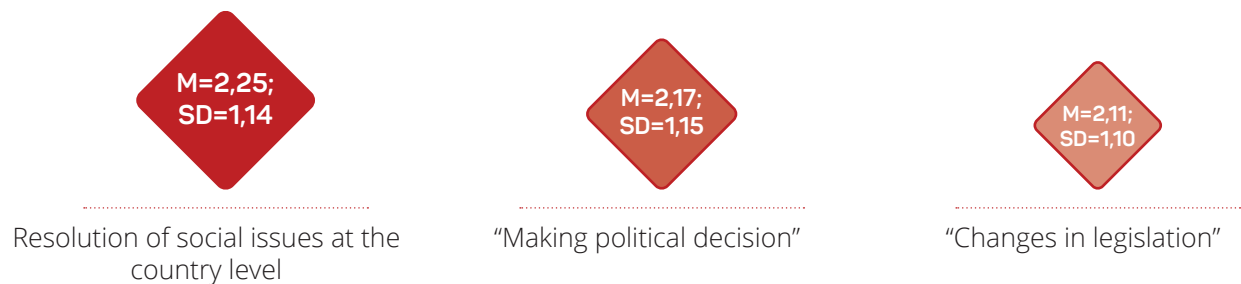 M=2,25;
SD=1,14
Resolution of social issues at the
country level
M=2,17;
SD=1,15
“Making political decision”
M=2,11;
SD=1,10
“Changes in legislation”